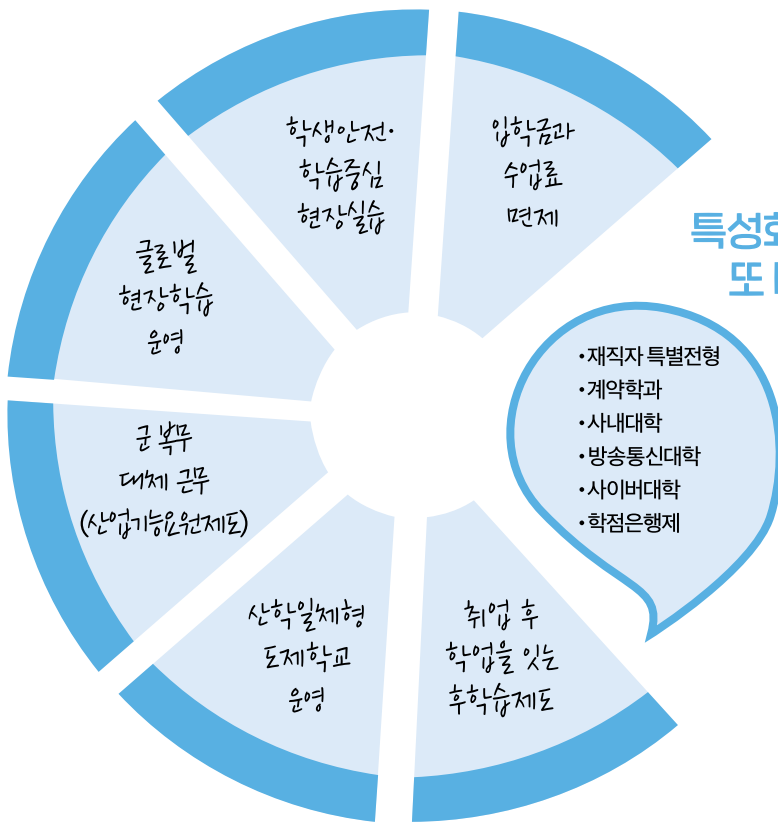 학생안전·
학습중심
현장실습
입학금과
수업료
면제
특성화
또
글로벌
현장학습
운영
·재직자 특별전형
·계약학과
·사내대학
·방송통신대학
·사이버대학
·학점은행제
군 복무
대체 근무
(산업기능요원제도)
산학일체형
도제학교
운영
취업 후
학업을 잇는
후학습제도